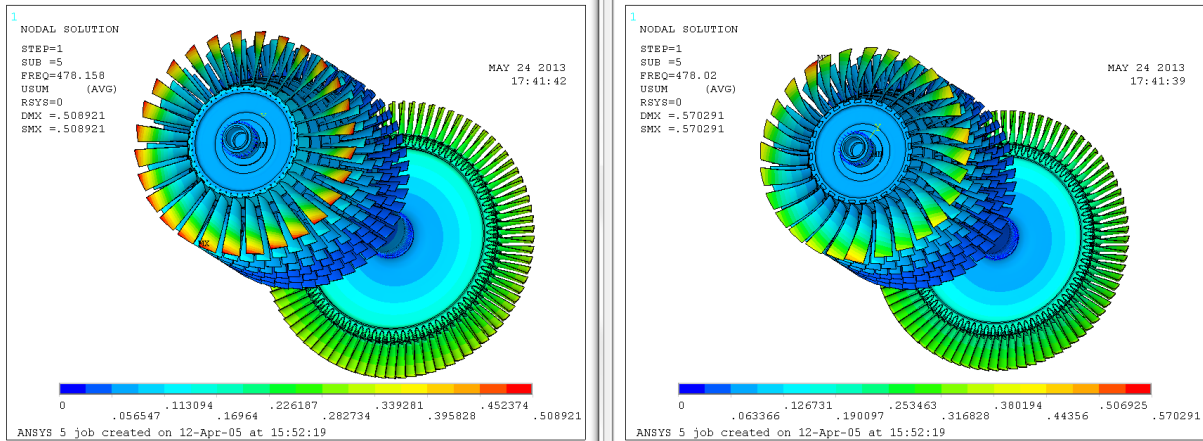 1
NODAL SOLUTION
STEP=1
SUB =5
FREQ=478.158
USUM (AVG)
RSYS=0
DMX =.508921
SMX =.508921
MAY 24 2013
17:41:42
MN
MX
0 .113094 .226187 .339281 .452374
.056547 .16964 .282734 .395828 .508921
ANSYS 5 job created on 12-Apr-05 at 15:52:19
1
NODAL SOLUTION
STEP=1
SUB =5
FREQ=478.02
USUM (AVG)
RSYS=0
DMX =.570291
SMX =.570291
MAY 24 2013
17:41:39
MN
0 .126731 .253463 .380194 .506925
.063366 .190097 .316828 .44356 .570291
ANSYS 5 job created on 12-Apr-05 at 15:52:19